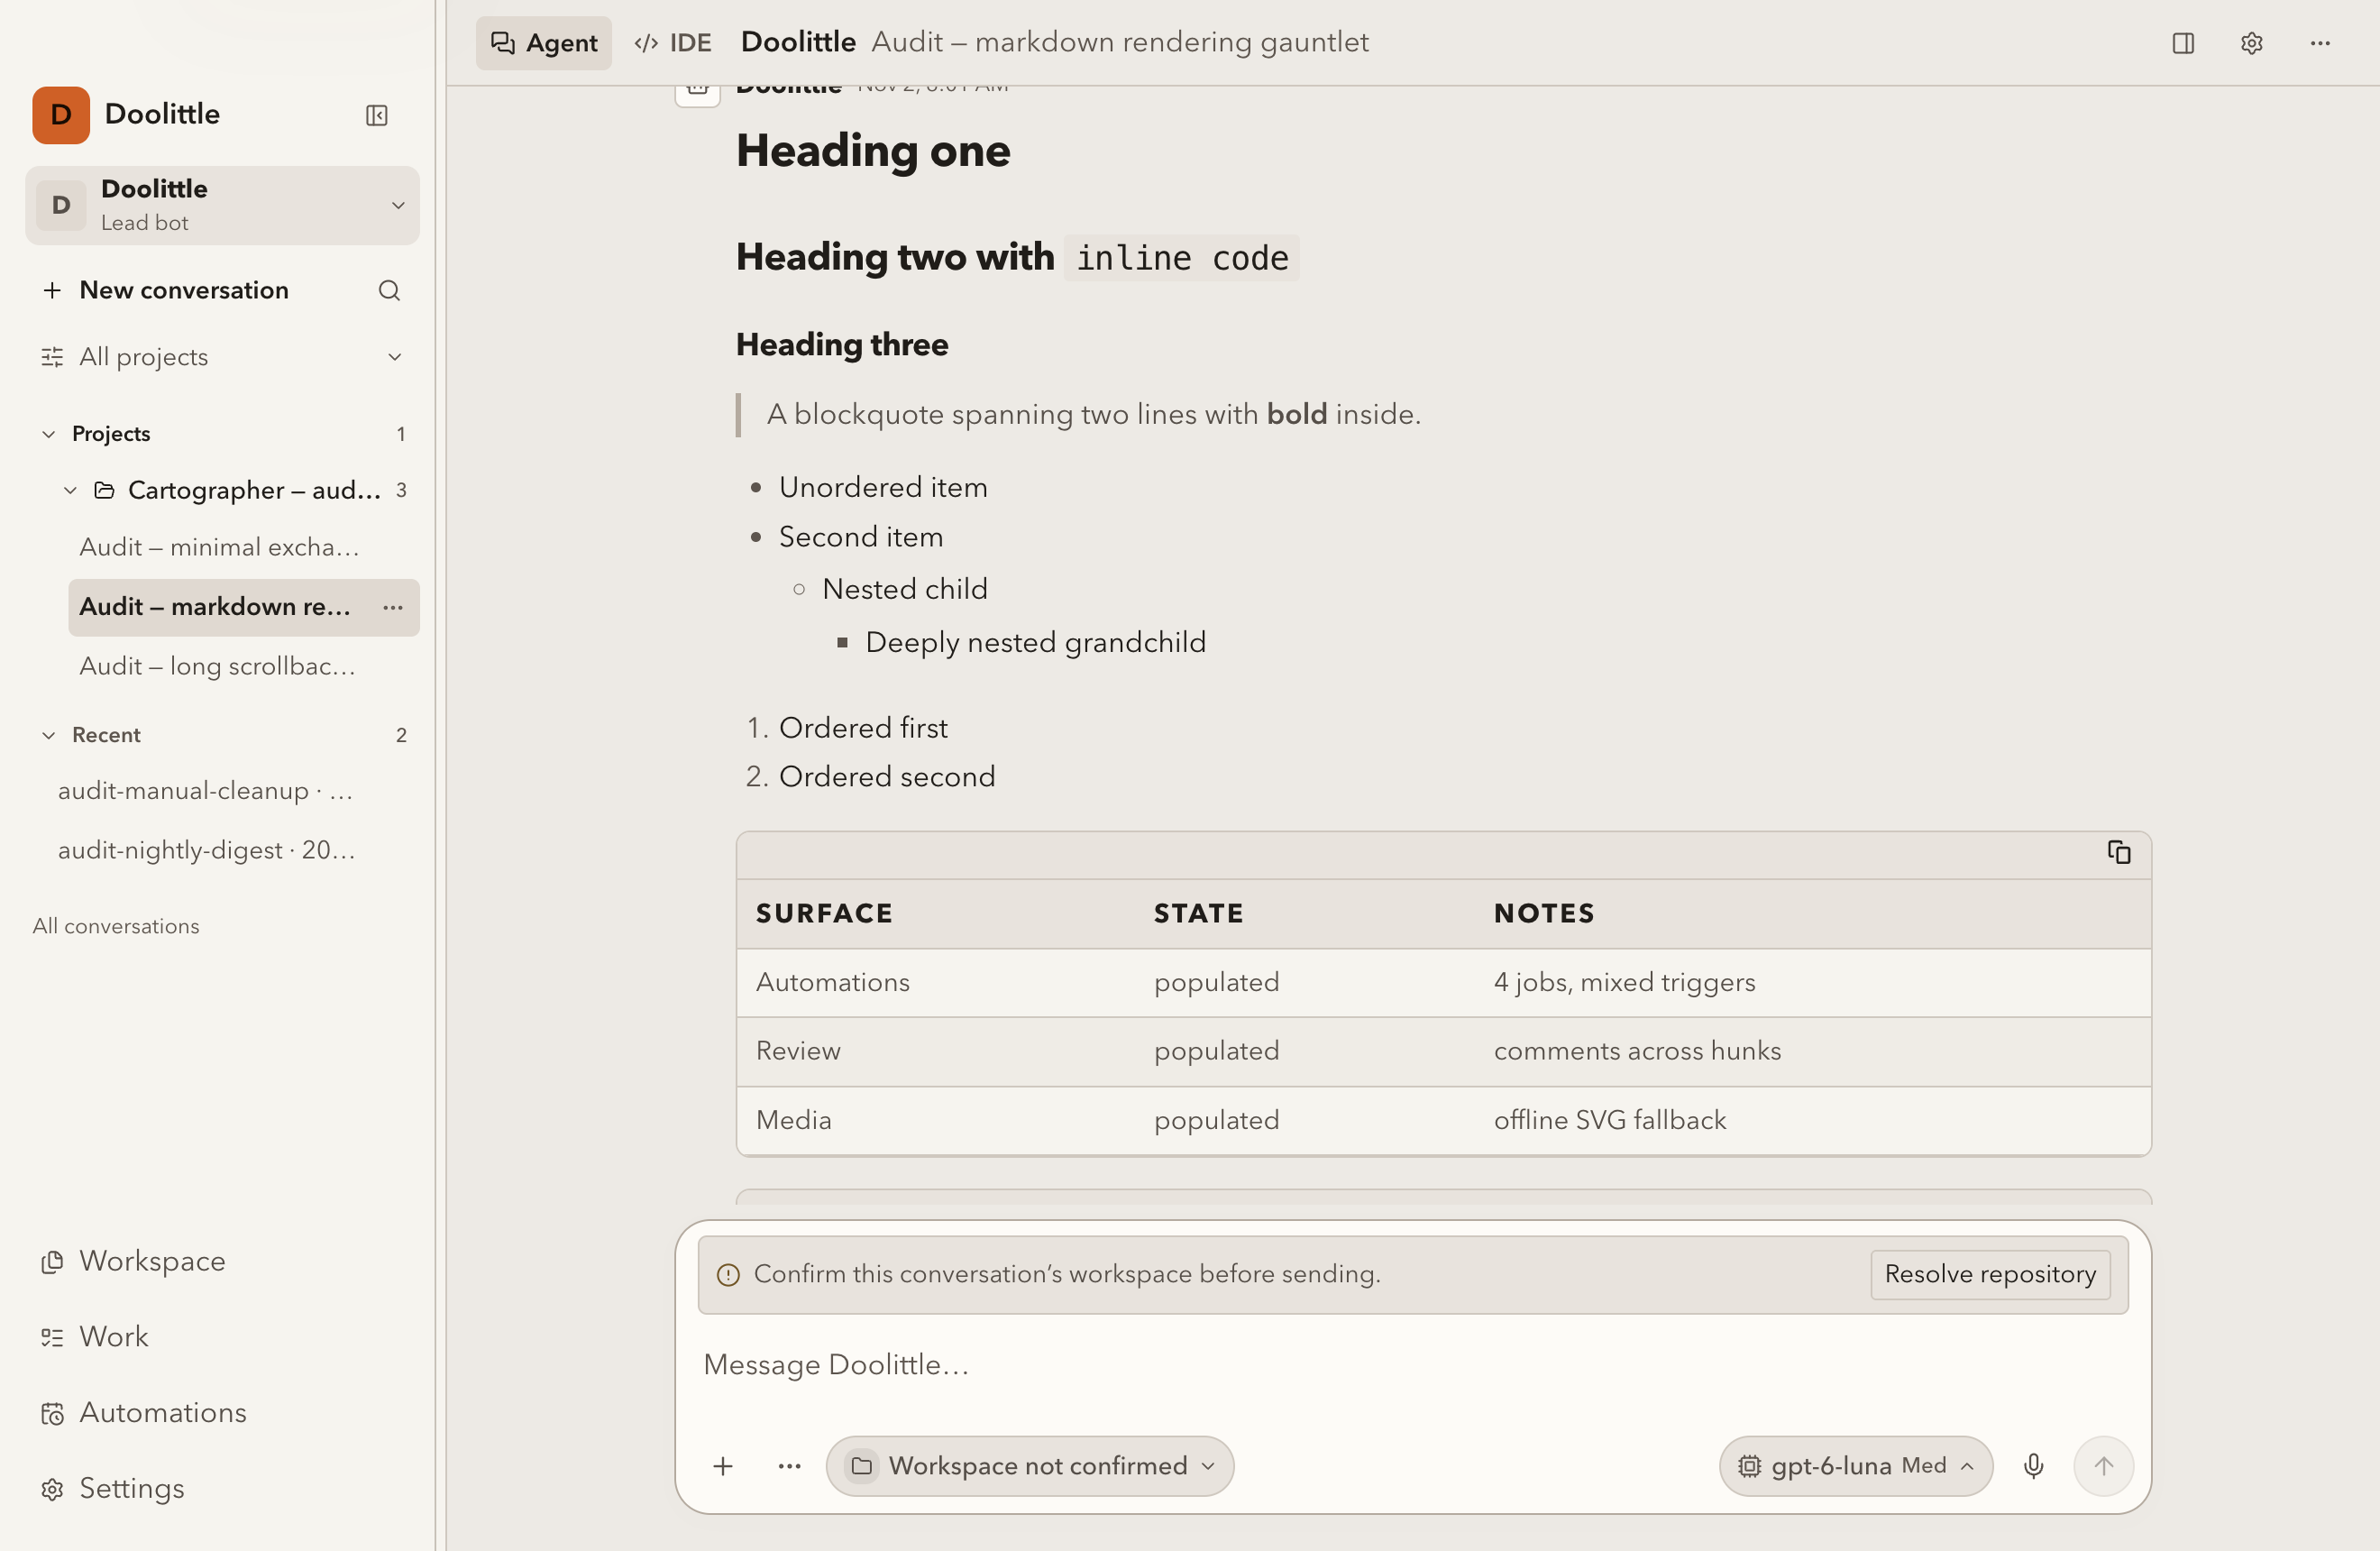 D Doolittle
D Doolittle
Lead bot
New conversation
All projects
Projects 1
Cartographer – aud... 3
Audit – minimal excha...
Audit – markdown re...
Audit – long scrollbac...
Recent 2
audit-manual-cleanup · ...
audit-nightly-digest · 20...
All conversations
Workspace
Work
Automations
Settings
Agent IDE Doolittle Audit – markdown rendering gauntlet
Doolittle Nov 2,
Heading one
Heading two with inline code
Heading three
A blockquote spanning two lines with bold inside.
Unordered item
Second item
Nested child
Deeply nested grandchild
1. Ordered first
2. Ordered second
SURFACE STATE NOTES
Automations populated 4 jobs, mixed triggers
Review populated comments across hunks
Media populated offline SVG fallback
Confirm this conversation’s workspace before sending. Resolve repository
Message Doolittle...
Workspace not confirmed gpt-6-luna Med